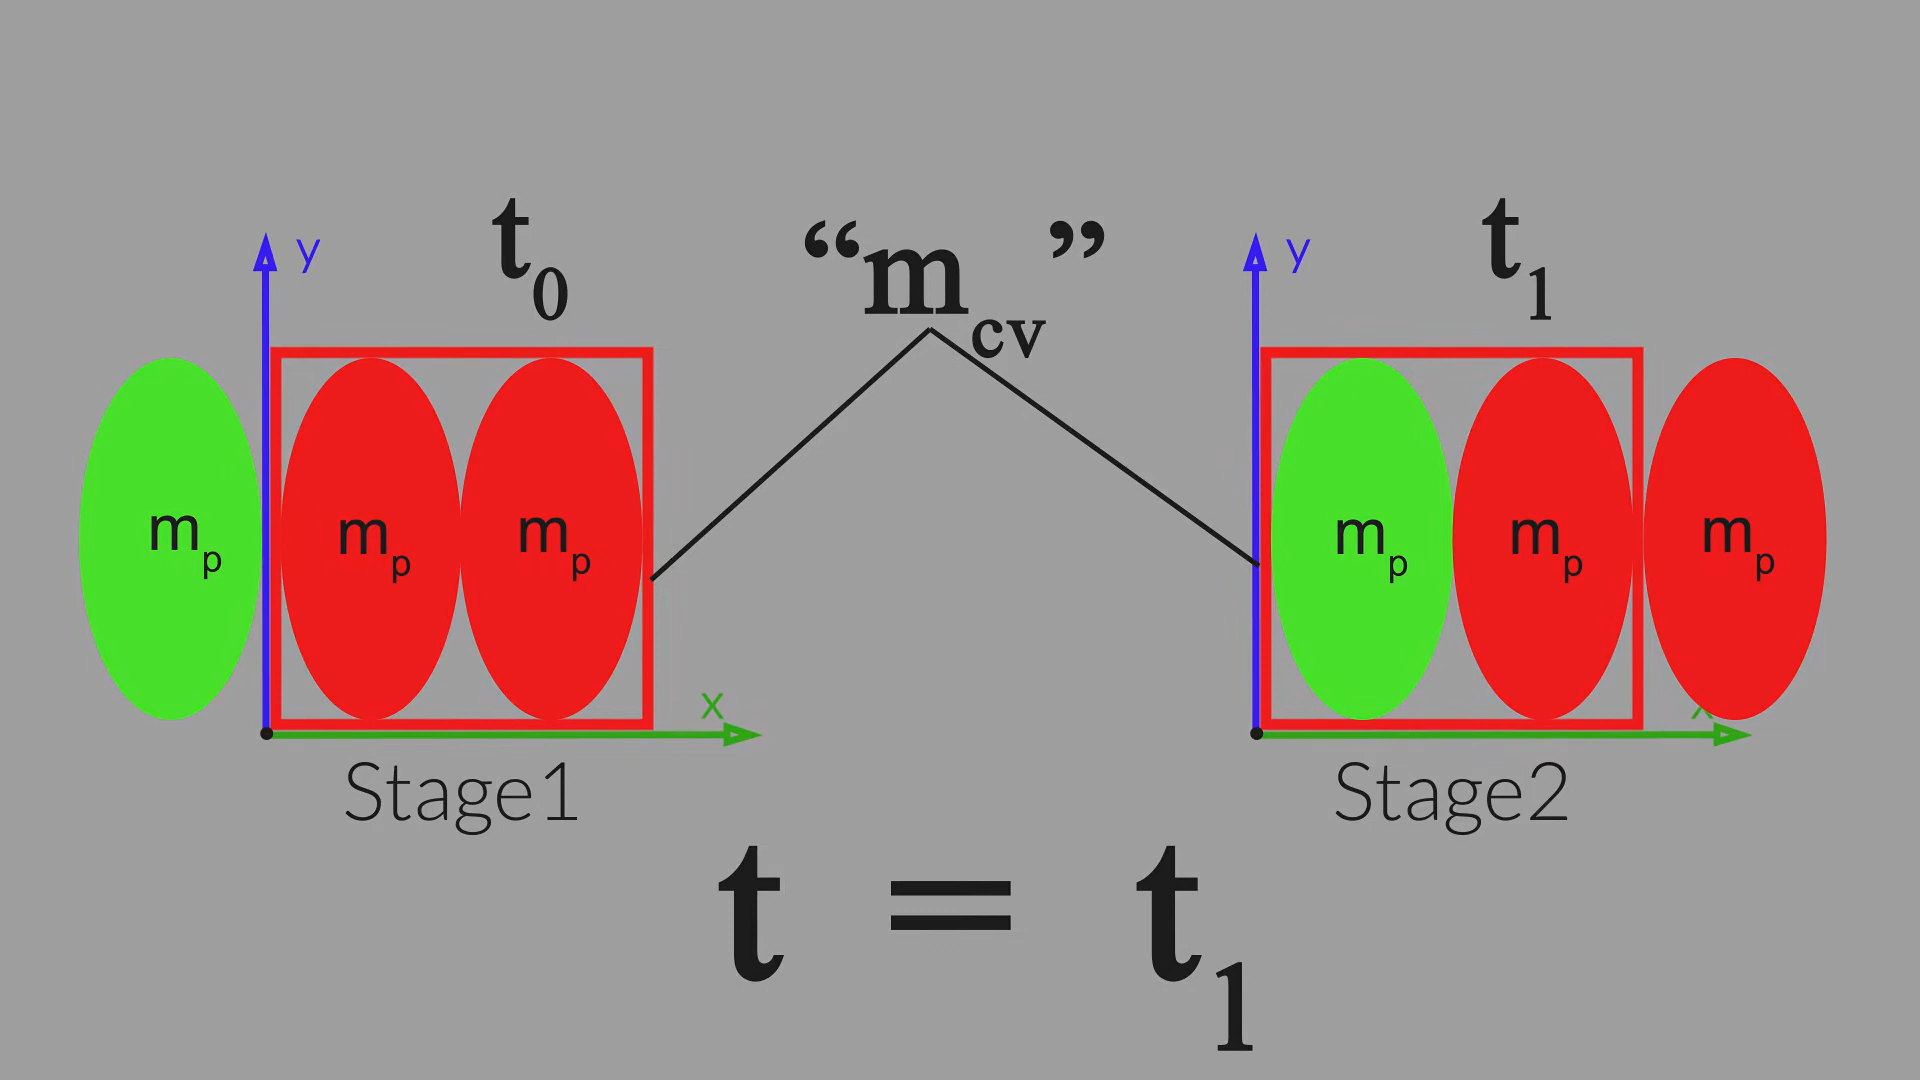 t0
“mcv”
t1
y
y
mp
mp
mp
mp
mp
mp
x
x
Stage1
Stage2
t = t1